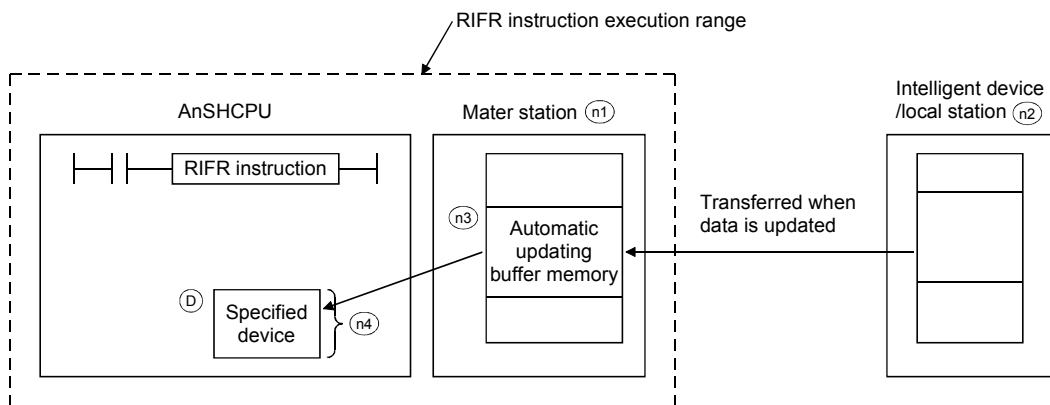 RIFR instruction execution range
AnSHCPU
Mater station n1
Intelligent device
/local station n2
RIFR instruction
n3
Automatic
updating
buffer memory
Transferred when
data is updated
D
Specified
device
n4